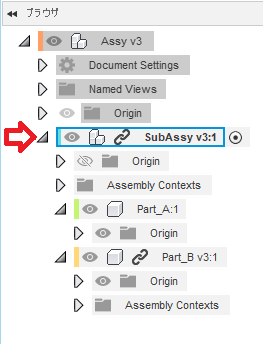 ブラウザ
Assy v3
Document Settings
Named Views
Origin
SubAssy v3:1
Origin
Assembly Contexts
Part_A:1
Origin
Part_B v3:1
Origin
Assembly Contexts